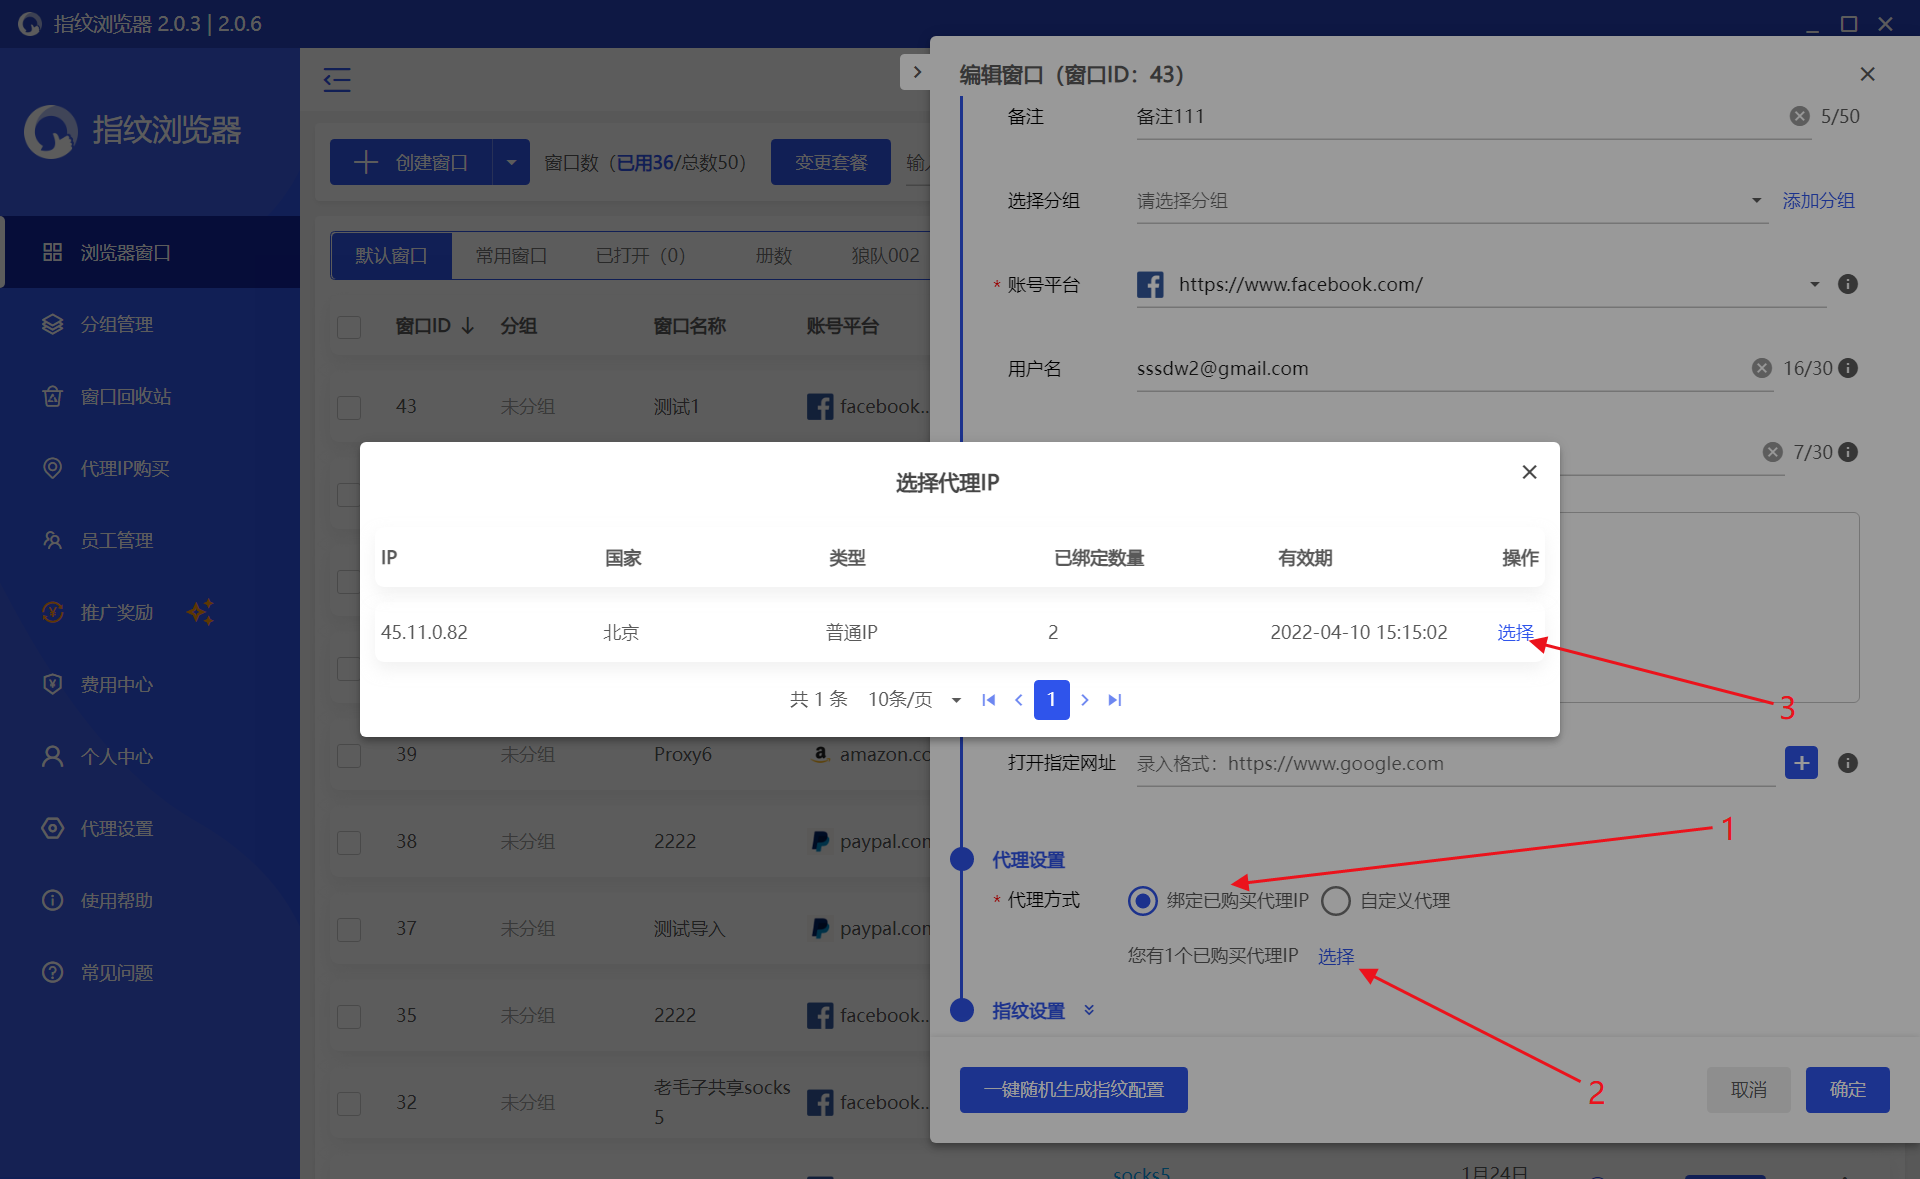 指纹浏览器 2.0.3 | 2.0.6
指纹浏览器
浏览器窗口
分组管理
窗口回收站
代理IP购买
员工管理
推广奖励
费用中心
个人中心
代理设置
使用帮助
常见问题
创建窗口
窗口数（已用36/总数50）
变更套餐
默认窗口 常用窗口 已打开（0） 册数 狼队002
窗口ID 分组 窗口名称 账号平台
43 未分组 测试1 facebook...
39 未分组 Proxy6 amazon.co
38 未分组 2222 paypal.con
37 未分组 测试导入 paypal.con
35 未分组 2222 facebook...
32 未分组 老毛子共享socks facebook...
5
socks5 1月24日
编辑窗口（窗口ID：43）
备注 备注111 5/50
选择分组 请选择分组 添加分组
* 账号平台 https://www.facebook.com/
用户名 sssdw2@gmail.com 16/30
7/30
选择代理IP
IP 国家 类型 已绑定数量 有效期 操作
45.11.0.82 北京 普通IP 2 2022-04-10 15:15:02 选择
共 1 条 10条/页 1
3
打开指定网址 录入格式：https://www.google.com
1
代理设置
* 代理方式 绑定已购买代理IP 自定义代理
您有1个已购买代理IP 选择
指纹设置
2
一键随机生成指纹配置 取消 确定